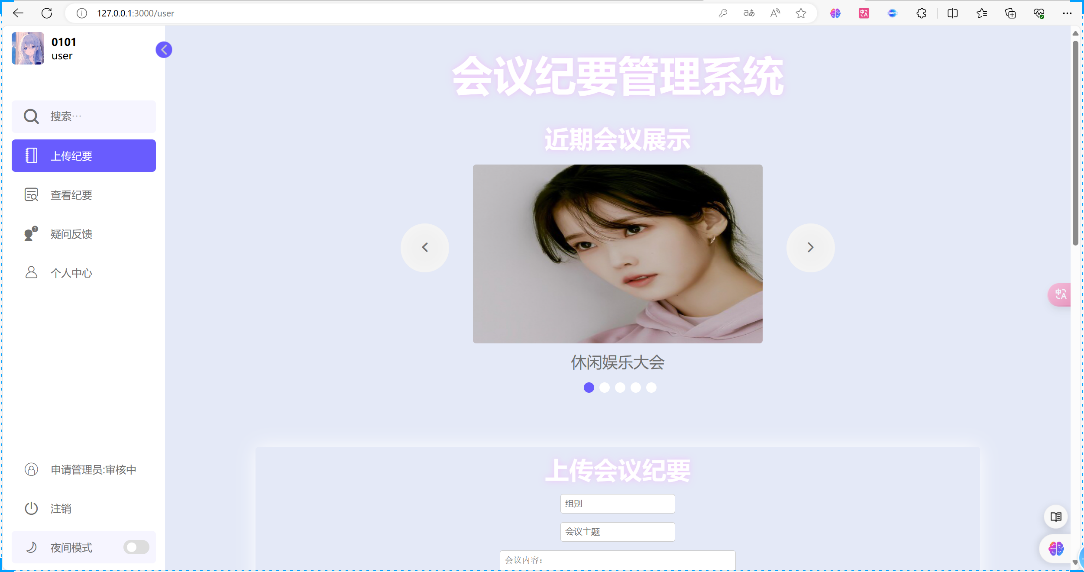 127.0.0.1:3000/user
0101
user
搜索…
上传纪要
查看纪要
疑问反馈
个人中心
申请管理员:审核中
注销
夜间模式
会议纪要管理系统
近期会议展示
休闲娱乐大会
上传会议纪要
组别
会议主题
会议内容：